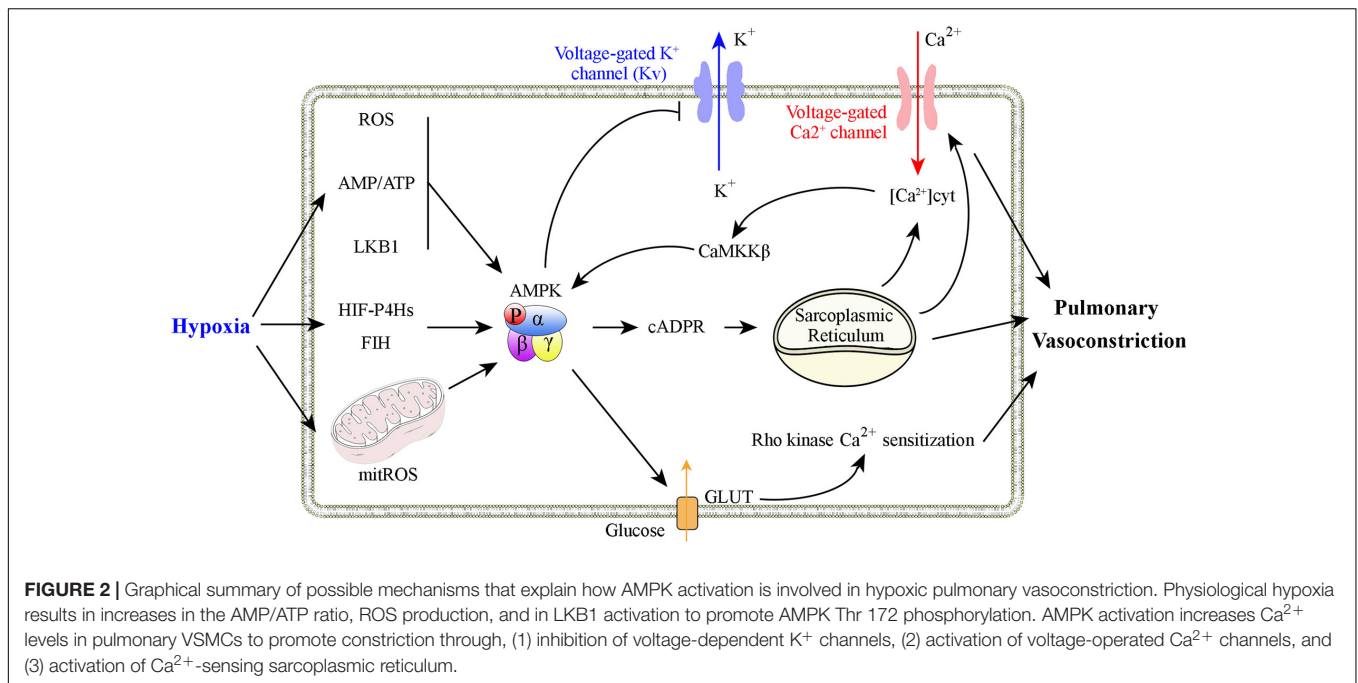 K⁺
Ca²⁺
Voltage-gated K⁺
channel (Kv)
ROS
Voltage-gated
Ca2⁺ channel
AMP/ATP
K⁺
[Ca²⁺]cyt
LKB1
CaMKKβ
AMPK
Hypoxia
HIF-P4Hs
FIH
P
α
β
γ
cADPR
Sarcoplasmic
Reticulum
Pulmonary
Vasoconstriction
mitROS
Rho kinase Ca²⁺ sensitization
GLUT
Glucose
FIGURE 2 | Graphical summary of possible mechanisms that explain how AMPK activation is involved in hypoxic pulmonary vasoconstriction. Physiological hypoxia
results in increases in the AMP/ATP ratio, ROS production, and in LKB1 activation to promote AMPK Thr 172 phosphorylation. AMPK activation increases Ca²⁺
levels in pulmonary VSMCs to promote constriction through, (1) inhibition of voltage-dependent K⁺ channels, (2) activation of voltage-operated Ca²⁺ channels, and
(3) activation of Ca²⁺-sensing sarcoplasmic reticulum.